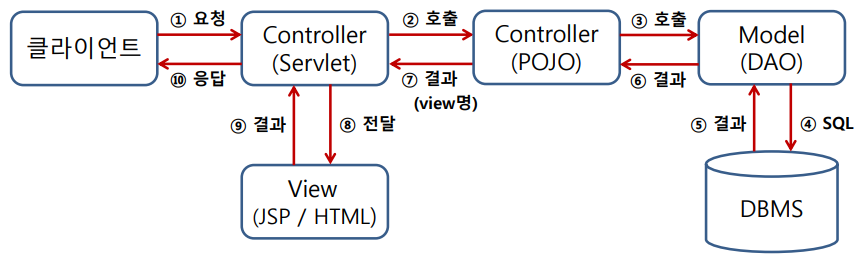 클라이언트
① 요청
⑩ 응답
Controller
(Servlet)
② 호출
⑦ 결과
(view명)
Controller
(POJO)
③ 호출
⑥ 결과
Model
(DAO)
⑨ 결과
⑧ 전달
⑤ 결과
④ SQL
View
(JSP / HTML)
DBMS